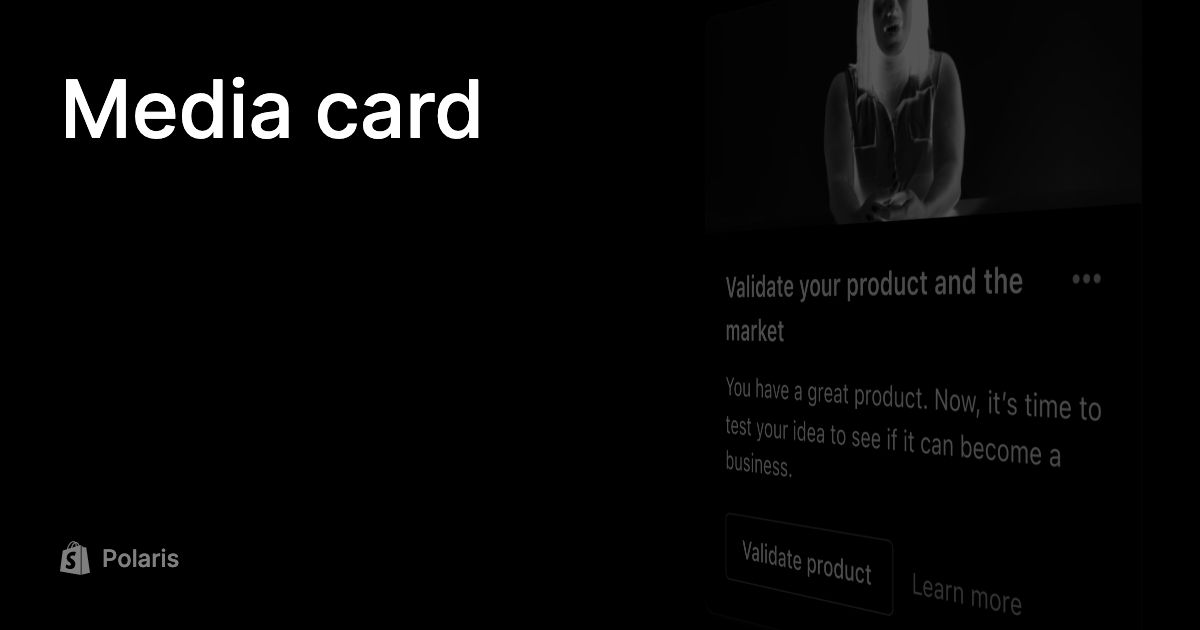 Media card
Validate your product and the
market
You have a great product. Now, it’s time to
test your idea to see if it can become a
business.
Validate product
Learn more
Polaris